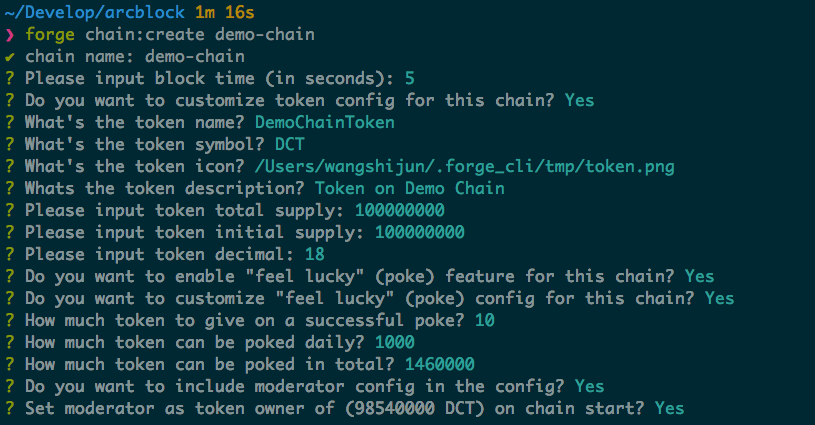 ~/Develop/arcblock 1m 16s
❯ forge chain:create demo-chain
✔ chain name: demo-chain
? Please input block time (in seconds): 5
? Do you want to customize token config for this chain? Yes
? What's the token name? DemoChainToken
? What's the token symbol? DCT
? What's the token icon? /Users/wangshijun/.forge_cli/tmp/token.png
? Whats the token description? Token on Demo Chain
? Please input token total supply: 100000000
? Please input token initial supply: 100000000
? Please input token decimal: 18
? Do you want to enable "feel lucky" (poke) feature for this chain? Yes
? Do you want to customize "feel lucky" (poke) config for this chain? Yes
? How much token to give on a successful poke? 10
? How much token can be poked daily? 1000
? How much token can be poked in total? 1460000
? Do you want to include moderator config in the config? Yes
? Set moderator as token owner of (98540000 DCT) on chain start? Yes